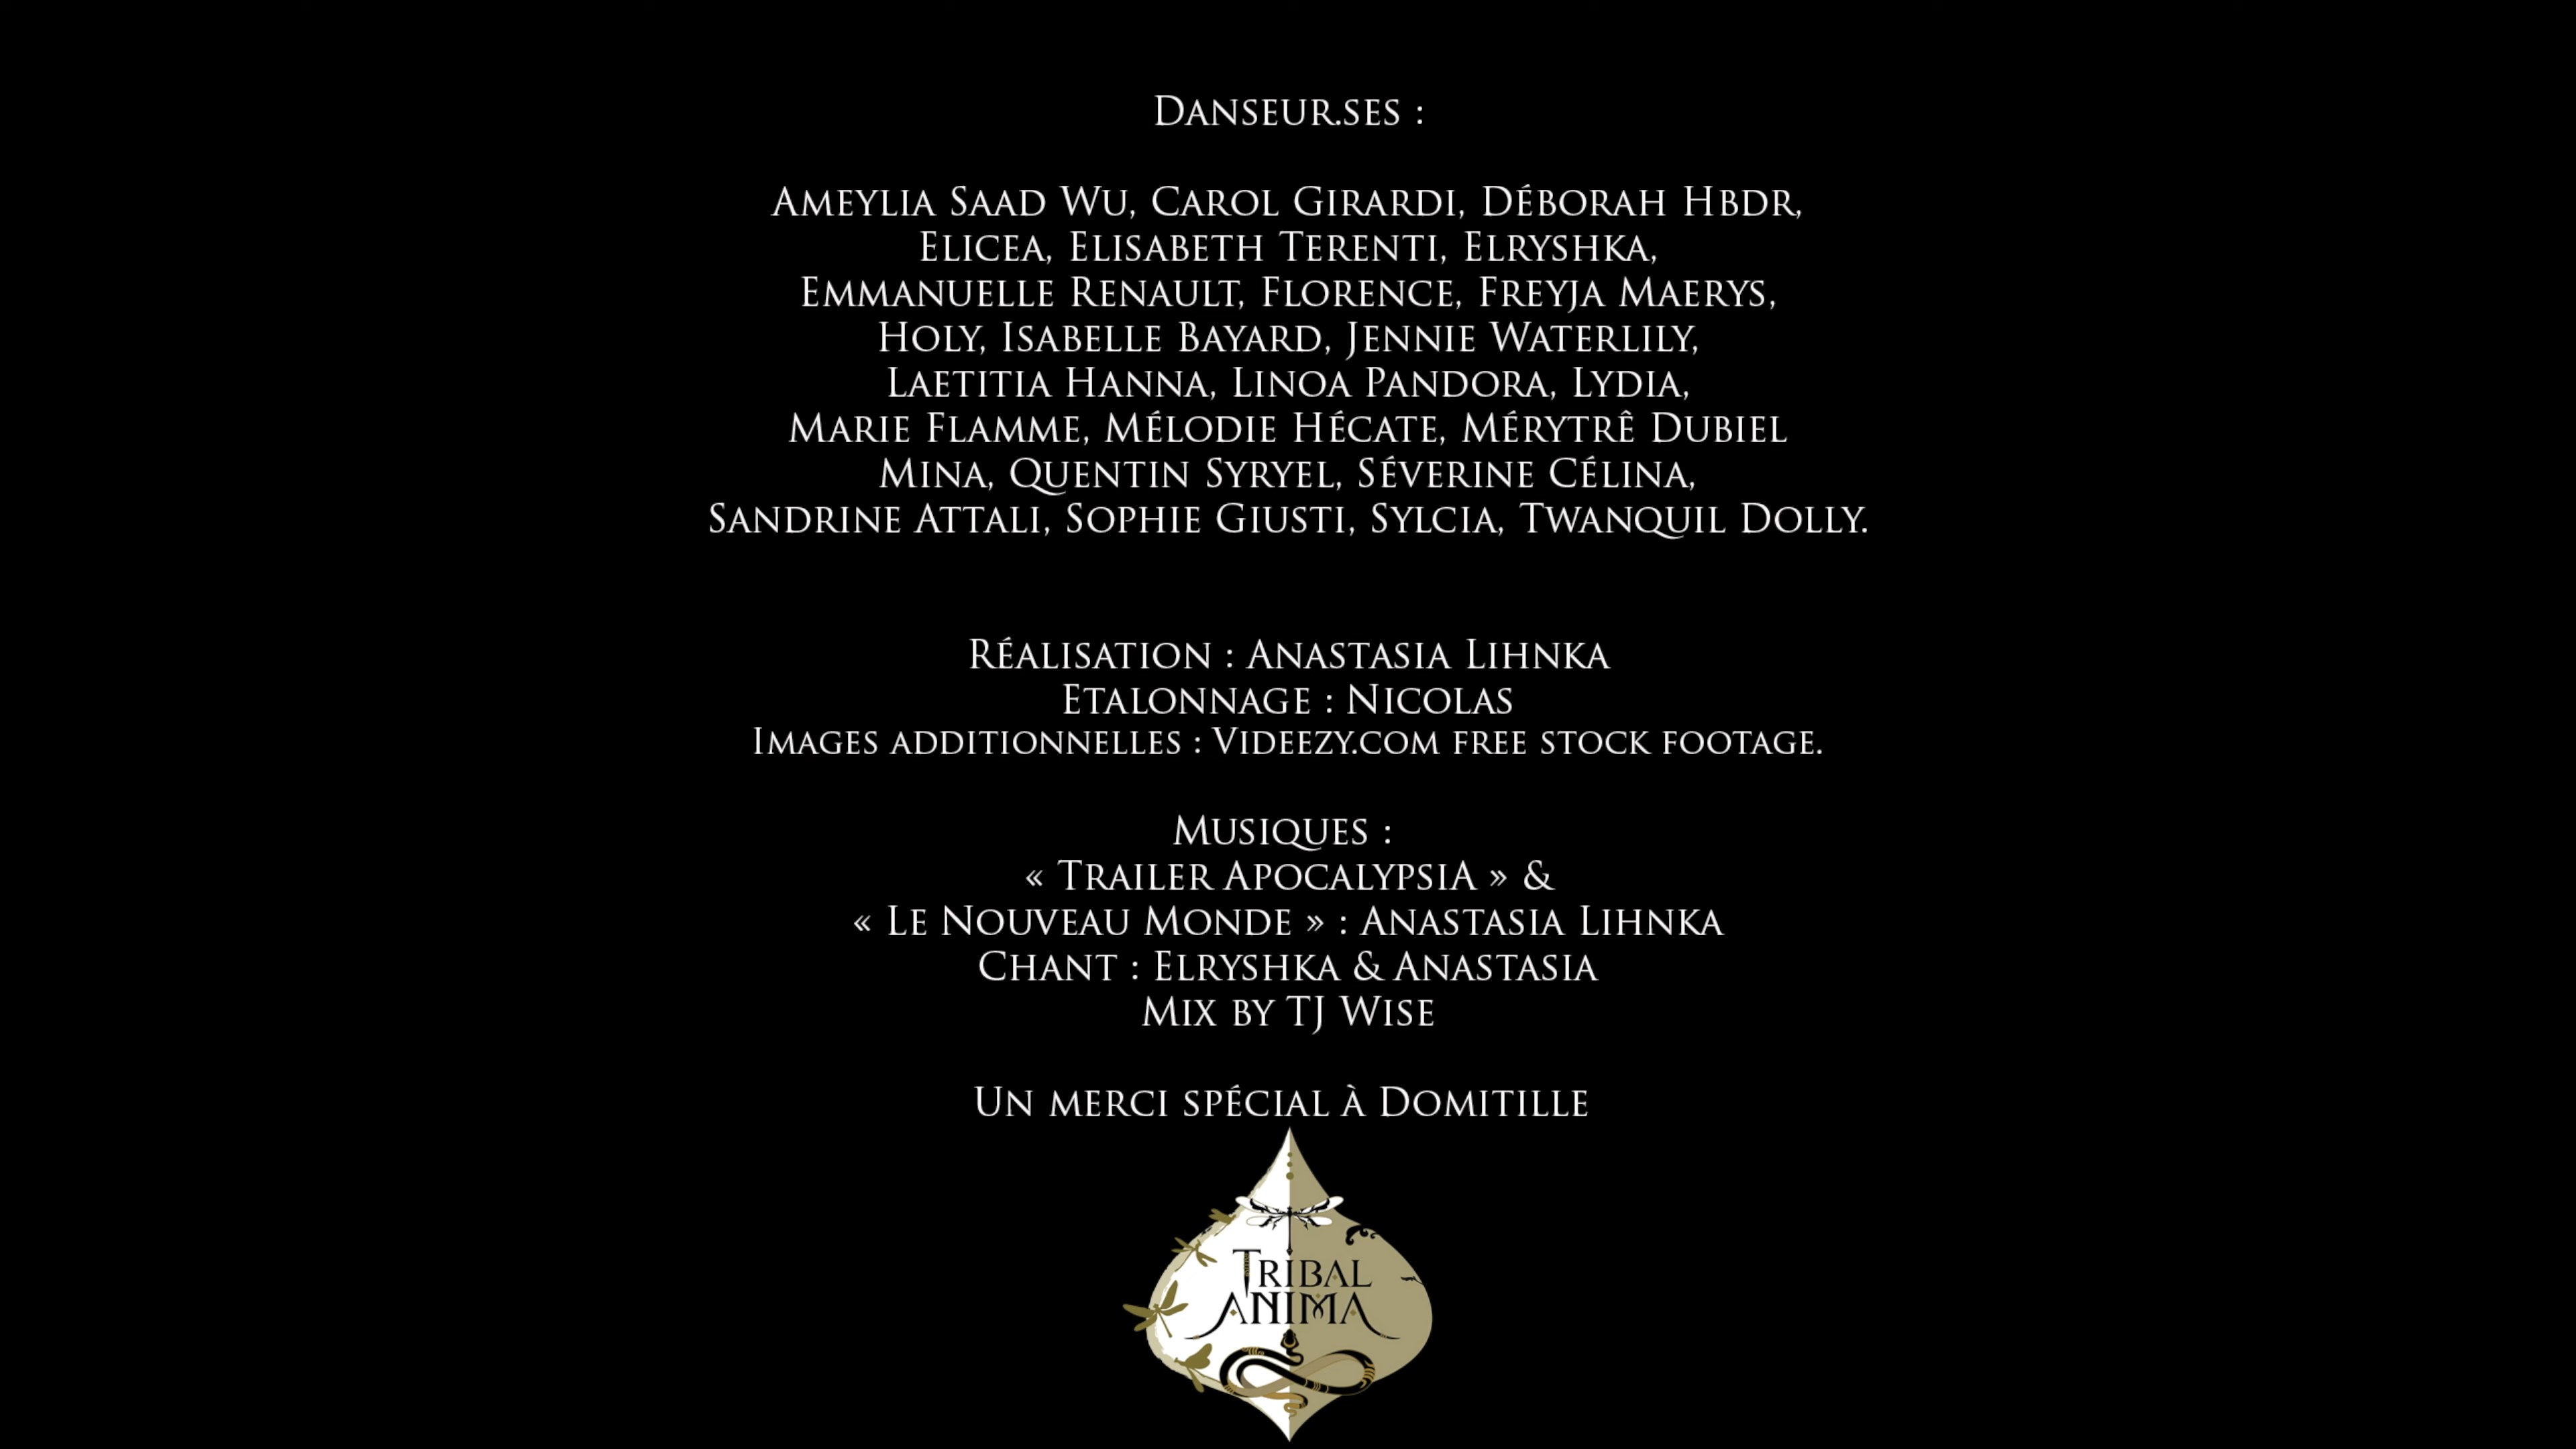 Danseur.ses :
Ameylia Saad Wu, Carol Girardi, Déborah Hbdr,
Elicea, Elisabeth Terenti, Elryshka,
Emmanuelle Renault, Florence, Freyja Maerys,
Holy, Isabelle Bayard, Jennie Waterlily,
Laetitia Hanna, Linoa Pandora, Lydia,
Marie Flamme, Mélodie Hécate, Mérytrê Dubiel
Mina, Quentin Syryel, Séverine Célina,
Sandrine Attali, Sophie Giusti, Sylcia, Twanquil Dolly.
Réalisation : Anastasia Lihnka
Etalonnage : Nicolas
Images additionnelles : Videezy.com free stock footage.
Musiques :
« Trailer ApocalypsiA » &
« Le Nouveau Monde » : Anastasia Lihnka
Chant : Elryshka & Anastasia
Mix by TJ Wise
Un merci spécial à Domitille
Tribal
Anima